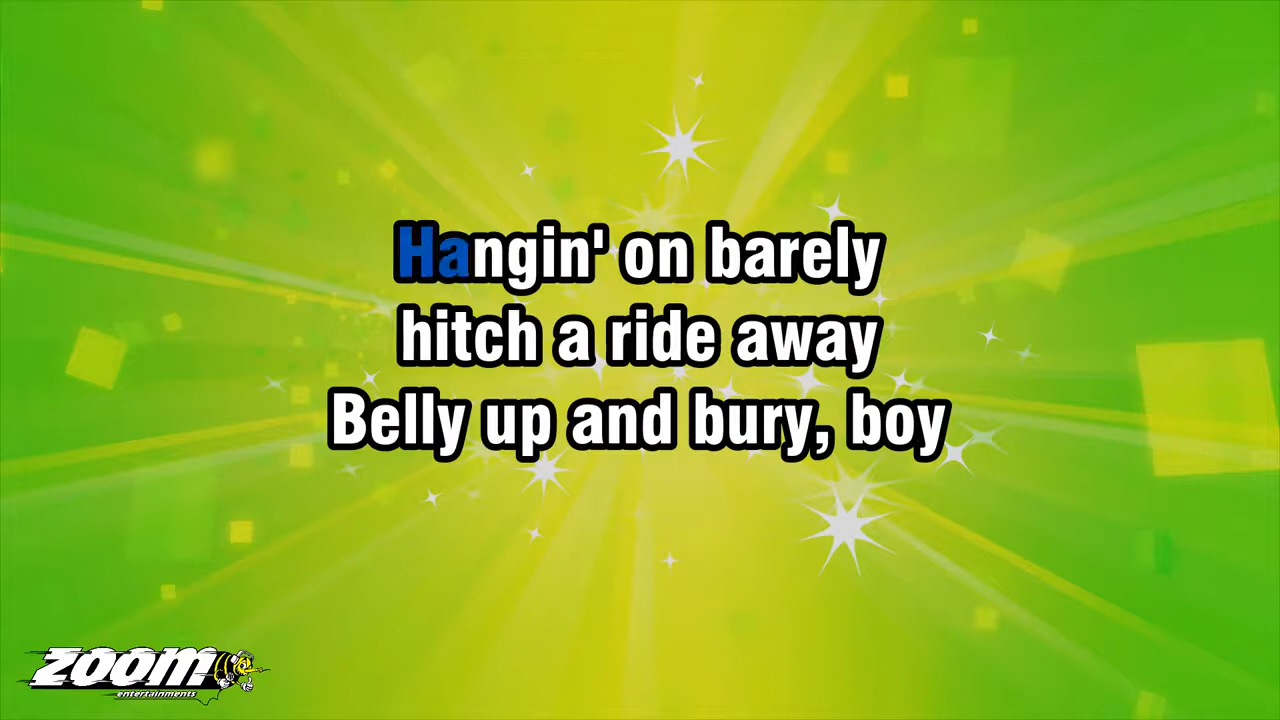 Hangin' on barely
hitch a ride away
Belly up and bury, boy
ZOOM
entertainments